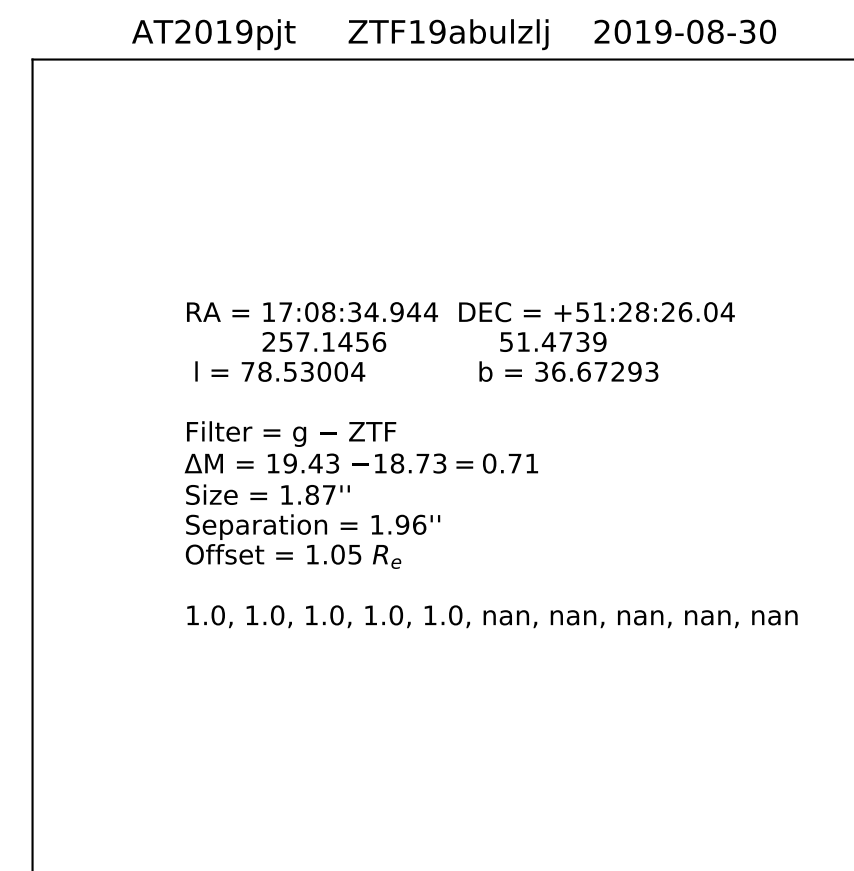 AT2019pjt ZTF19abulzlj 2019-08-30
RA = 17:08:34.944 DEC = +51:28:26.04
257.1456 51.4739
l = 78.53004 b = 36.67293
Filter = g − ZTF
ΔM = 19.43 −18.73 = 0.71
Size = 1.87''
Separation = 1.96''
Offset = 1.05 Re
1.0, 1.0, 1.0, 1.0, 1.0, nan, nan, nan, nan, nan